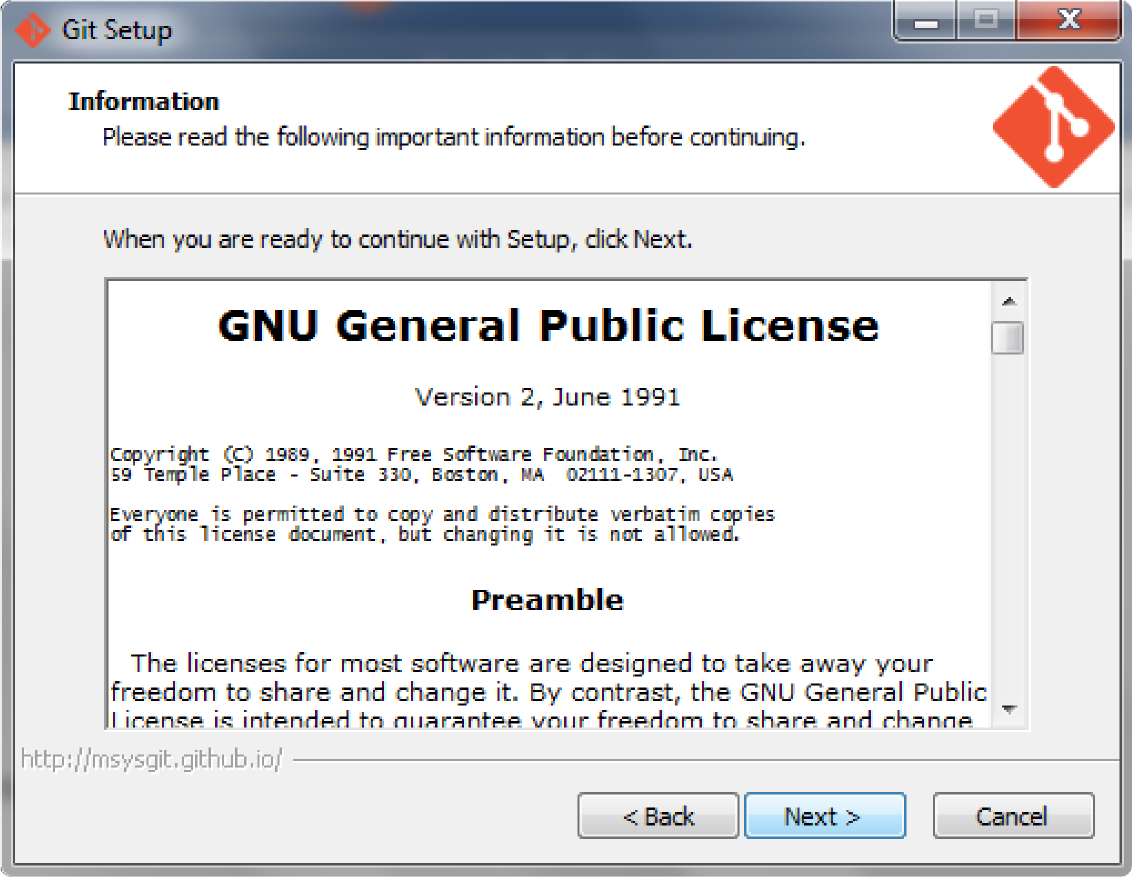 Git Setup
Information
Please read the following important information before continuing.
When you are ready to continue with Setup, click Next.
GNU General Public License
Version 2, June 1991
Copyright (C) 1989, 1991 Free Software Foundation, Inc.
59 Temple Place - Suite 330, Boston, MA  02111-1307, USA
Everyone is permitted to copy and distribute verbatim copies
of this license document, but changing it is not allowed.
Preamble
The licenses for most software are designed to take away your
freedom to share and change it. By contrast, the GNU General Public
License is intended to guarantee your freedom to share and change
http://msysgit.github.io/
< Back
Next >
Cancel